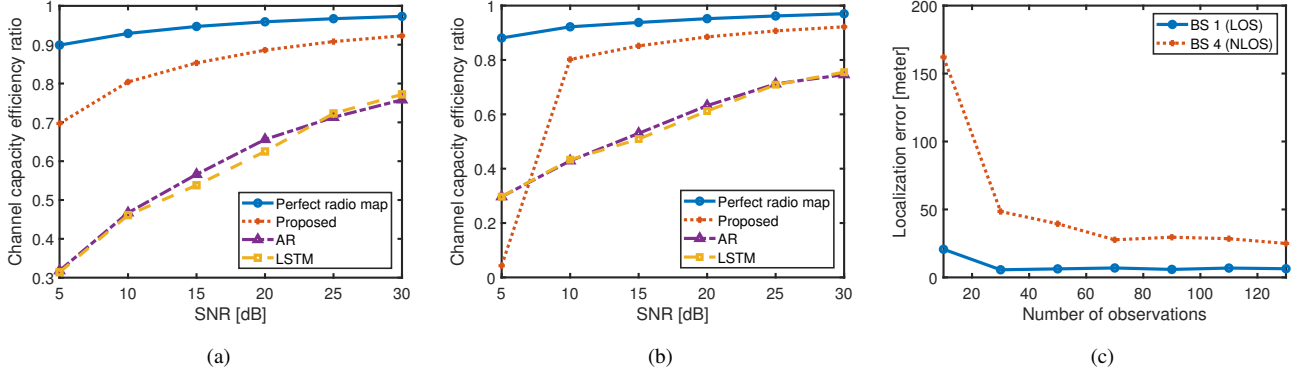 Channel capacity efficiency ratio
1
0.9
0.8
0.7
0.6
0.5
0.4
0.3
5
10
15
20
25
30
SNR [dB]
Perfect radio map
Proposed
AR
LSTM
(a)
Channel capacity efficiency ratio
1
0.8
0.6
0.4
0.2
0
5
10
15
20
25
30
SNR [dB]
Perfect radio map
Proposed
AR
LSTM
(b)
Localization error [meter]
200
150
100
50
0
20
40
60
80
100
120
Number of observations
BS 1 (LOS)
BS 4 (NLOS)
(c)